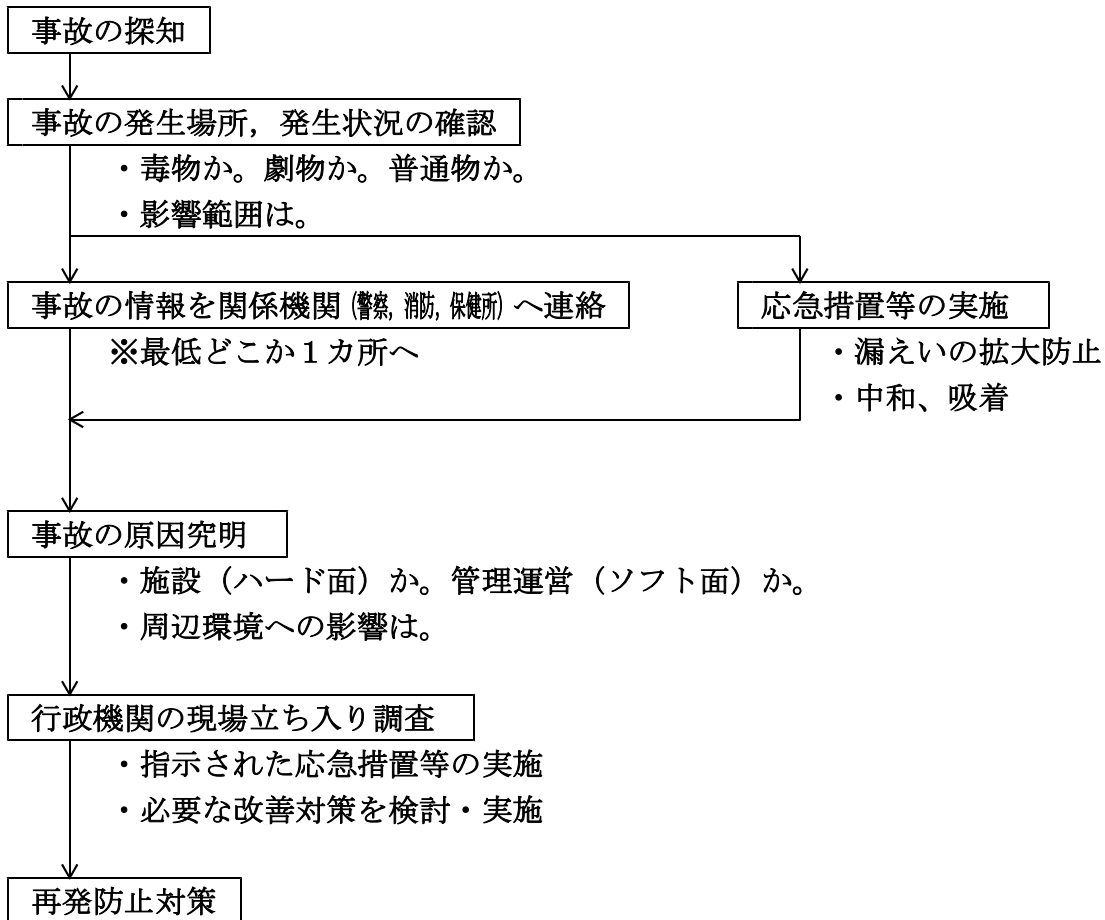 事故の探知
事故の発生場所，発生状況の確認
・毒物か。劇物か。普通物か。
・影響範囲は。
事故の情報を関係機関(警察，消防，保健所)へ連絡
応急措置等の実施
※最低どこか１カ所へ
・漏えいの拡大防止
・中和、吸着
事故の原因究明
・施設（ハード面）か。管理運営（ソフト面）か。
・周辺環境への影響は。
行政機関の現場立ち入り調査
・指示された応急措置等の実施
・必要な改善対策を検討・実施
再発防止対策